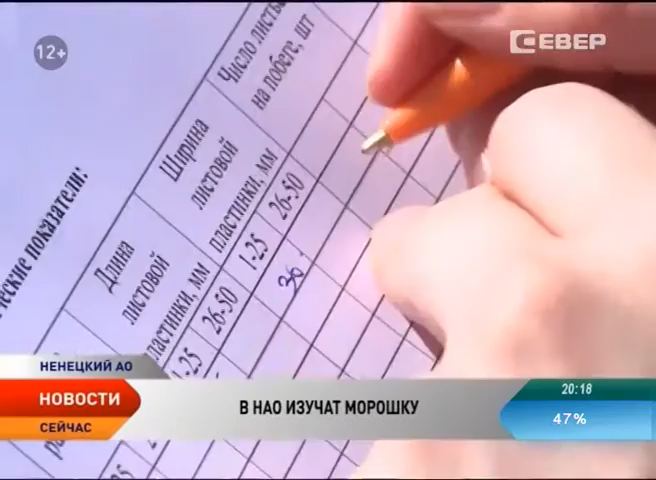 12+
СЕВЕР
ческие показатели:
Длина
листовой
пластинки, мм
1-25
26-50
Ширина
листовой
пластинки, мм
1-25
26-50
Число листьев
на побеге, шт
36
НЕНЕЦКИЙ АО
НОВОСТИ
СЕЙЧАС
В НАО ИЗУЧАТ МОРОШКУ
20:18
47%